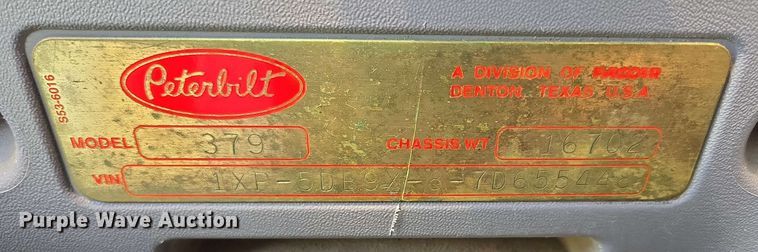 Peterbilt
A DIVISION OF PACCAR
DENTON, TEXAS U.S.A.
S53-6016
MODEL 379 CHASSIS WT 16702
VIN
Purple Wave Auction